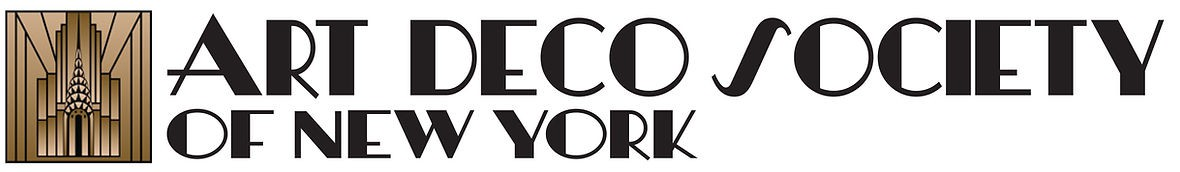 ART DECO SOCIETY
OF NEW YORK